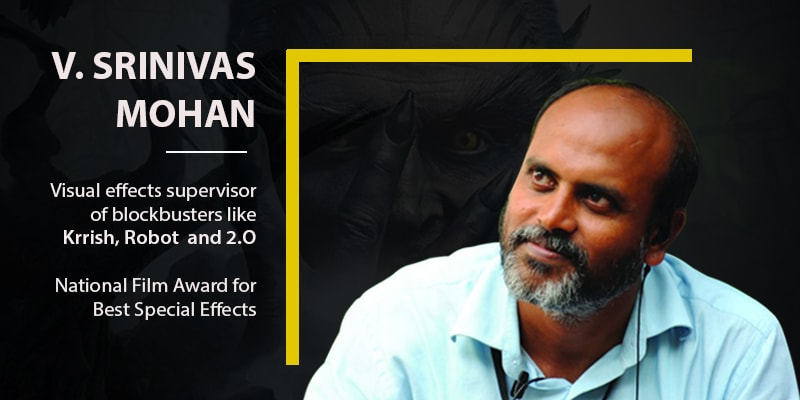 V. SRINIVAS
MOHAN
Visual effects supervisor
of blockbusters like
Krrish, Robot and 2.O
National Film Award for
Best Special Effects